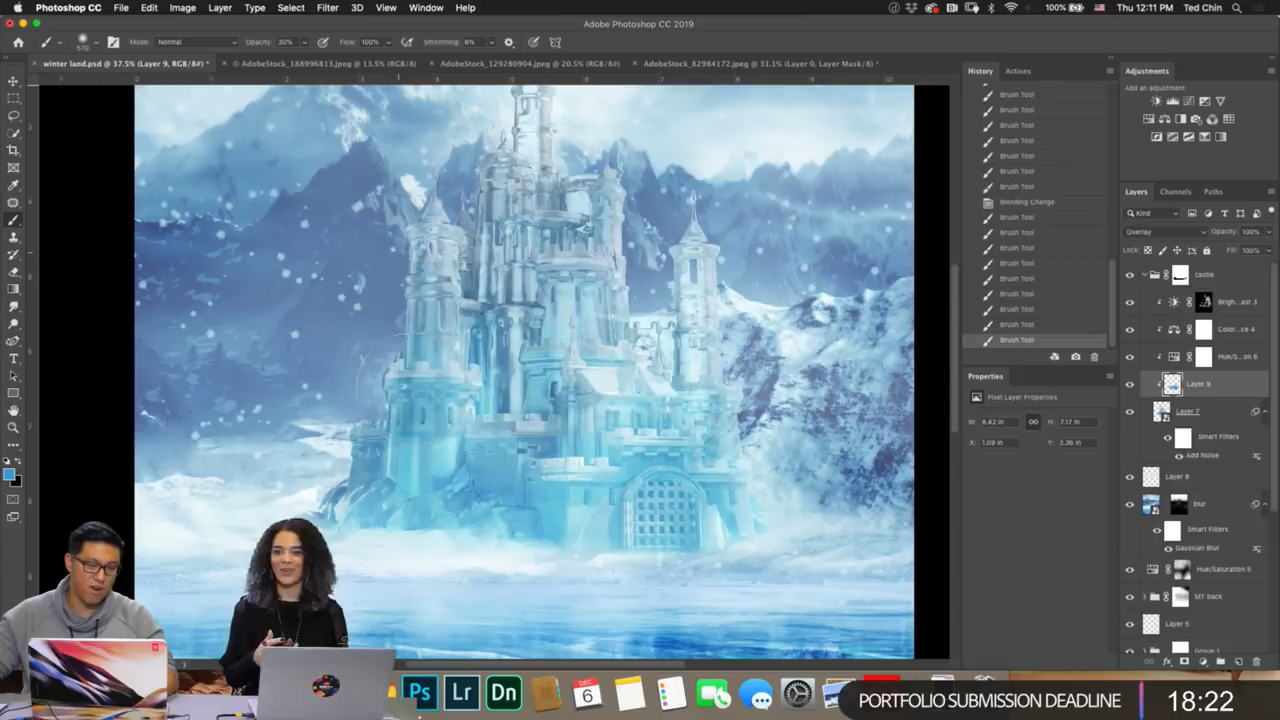 Photoshop CC File Edit Image Layer Type Select Filter 3D View Window Help 100% Thu 12:11 PM Ted Chin
Adobe Photoshop CC 2019
570 Mode: Normal Opacity: 30% Flow: 100% Smoothing: 6%
winter land.psd @ 37.5% (Layer 9, RGB/8#) * © AdobeStock_188996813.jpeg @ 13.5% (RGB/8#) AdobeStock_129280904.jpeg @ 20.5% (RGB/8#) AdobeStock_82984172.jpeg @ 31.1% (Layer 0, Layer Mask/8) *
History Actions
Brush Tool
Brush Tool
Brush Tool
Brush Tool
Brush Tool
Brush Tool
Brush Tool
Blending Change
Brush Tool
Brush Tool
Brush Tool
Brush Tool
Brush Tool
Brush Tool
Brush Tool
Brush Tool
Brush Tool
Properties
Pixel Layer Properties
W: 8.42 in H: 7.17 in
X: 1.09 in Y: 3.36 in
Adjustments
Add an adjustment
Layers Channels Paths
Kind
Overlay Opacity: 100%
Lock: Fill: 100%
castle
Brigh...ast 3
Color...ce 4
Hue/S...on 6
Layer 9
Layer 7
Smart Filters
Add Noise
Layer 8
blur
Smart Filters
Gaussian Blur
Hue/Saturation 5
MT back
Layer 5
Group 1
fx
Ps Lr Dn
DEC
6
PORTFOLIO SUBMISSION DEADLINE 18:22